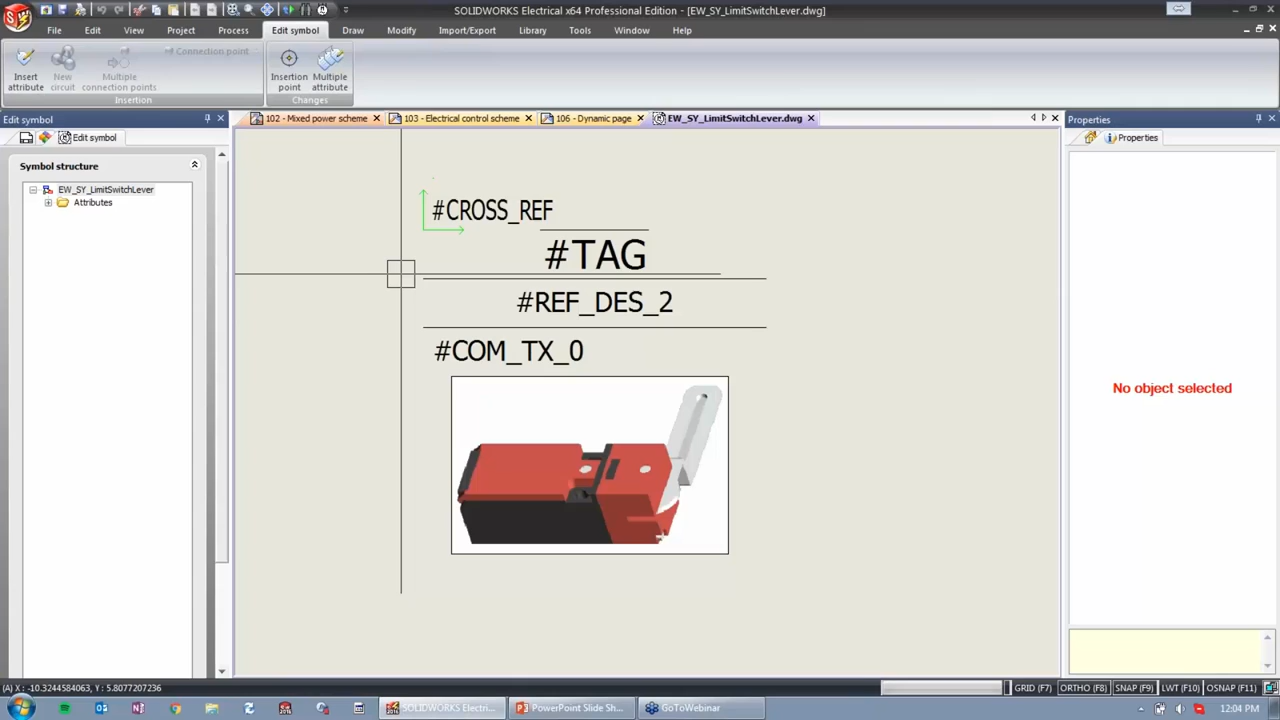 SOLIDWORKS Electrical x64 Professional Edition - [EW_SY_LimitSwitchLever.dwg]
File Edit View Project Process Edit symbol Draw Modify Import/Export Library Tools Window Help
Insert attribute
New circuit
Multiple connection points
Connection point
Insertion point
Multiple attribute
Insertion
Changes
Edit symbol
102 - Mixed power scheme
103 - Electrical control scheme
106 - Dynamic page
EW_SY_LimitSwitchLever.dwg
Properties
Edit symbol
Properties
Symbol structure
EW_SY_LimitSwitchLever
Attributes
#CROSS_REF
#TAG
#REF_DES_2
#COM_TX_0
No object selected
(A) X : -10.3244584063, Y : 5.8077207236
GRID (F7) ORTHO (F8) SNAP (F9) LWT (F10) OSNAP (F11)
SOLIDWORKS Electri...
PowerPoint Slide Sh...
GoToWebinar
12:04 PM